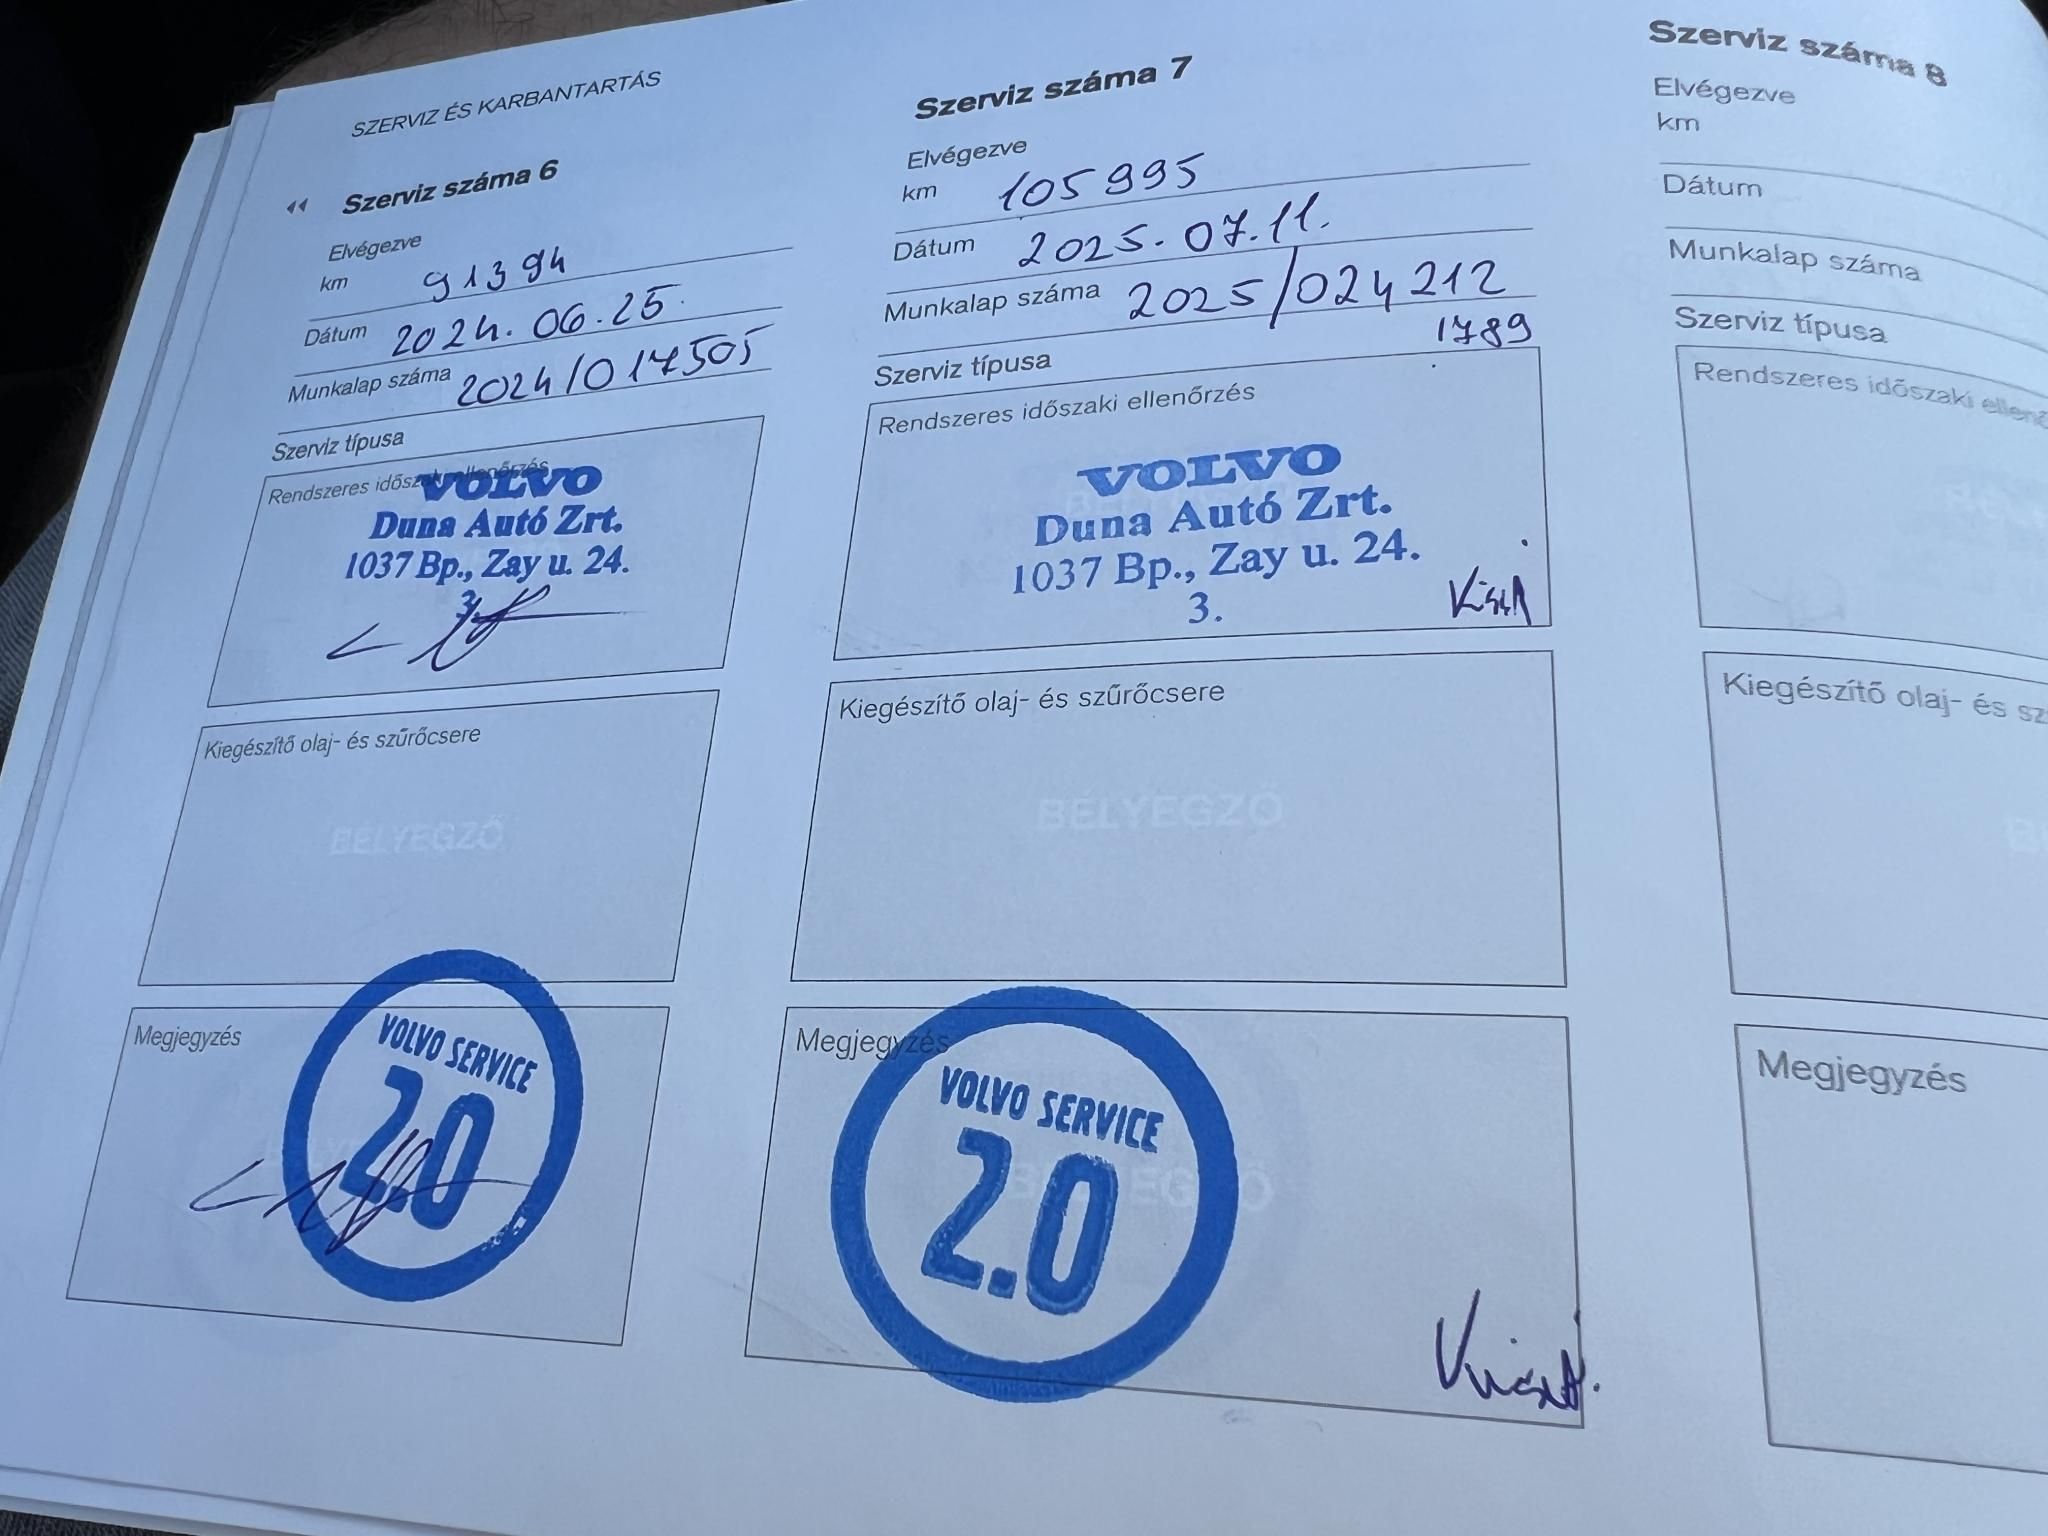 SZERVIZ ÉS KARBANTARTÁS
Szerviz száma 6
Elvégezve
km 91394
Dátum 2024. 06. 25.
Munkalap száma 2024/017505
Szerviz típusa
Rendszeres időszaki ellenőrzés
VOLVO
Duna Autó Zrt.
1037 Bp., Zay u. 24.
3.
Kiegészítő olaj- és szűrőcsere
BÉLYEGZŐ
Megjegyzés
VOLVO SERVICE
2.0
Szerviz száma 7
Elvégezve
km 105995
Dátum 2025. 07. 11.
Munkalap száma 2025/024212
1789
Szerviz típusa
Rendszeres időszaki ellenőrzés
VOLVO
Duna Autó Zrt.
1037 Bp., Zay u. 24.
3.
Kiegészítő olaj- és szűrőcsere
BÉLYEGZŐ
Megjegyzés
VOLVO SERVICE
2.0
Szerviz száma 8
Elvégezve
km
Dátum
Munkalap száma
Szerviz típusa
Rendszeres időszaki
Kiegészítő olaj- és
Megjegyzés